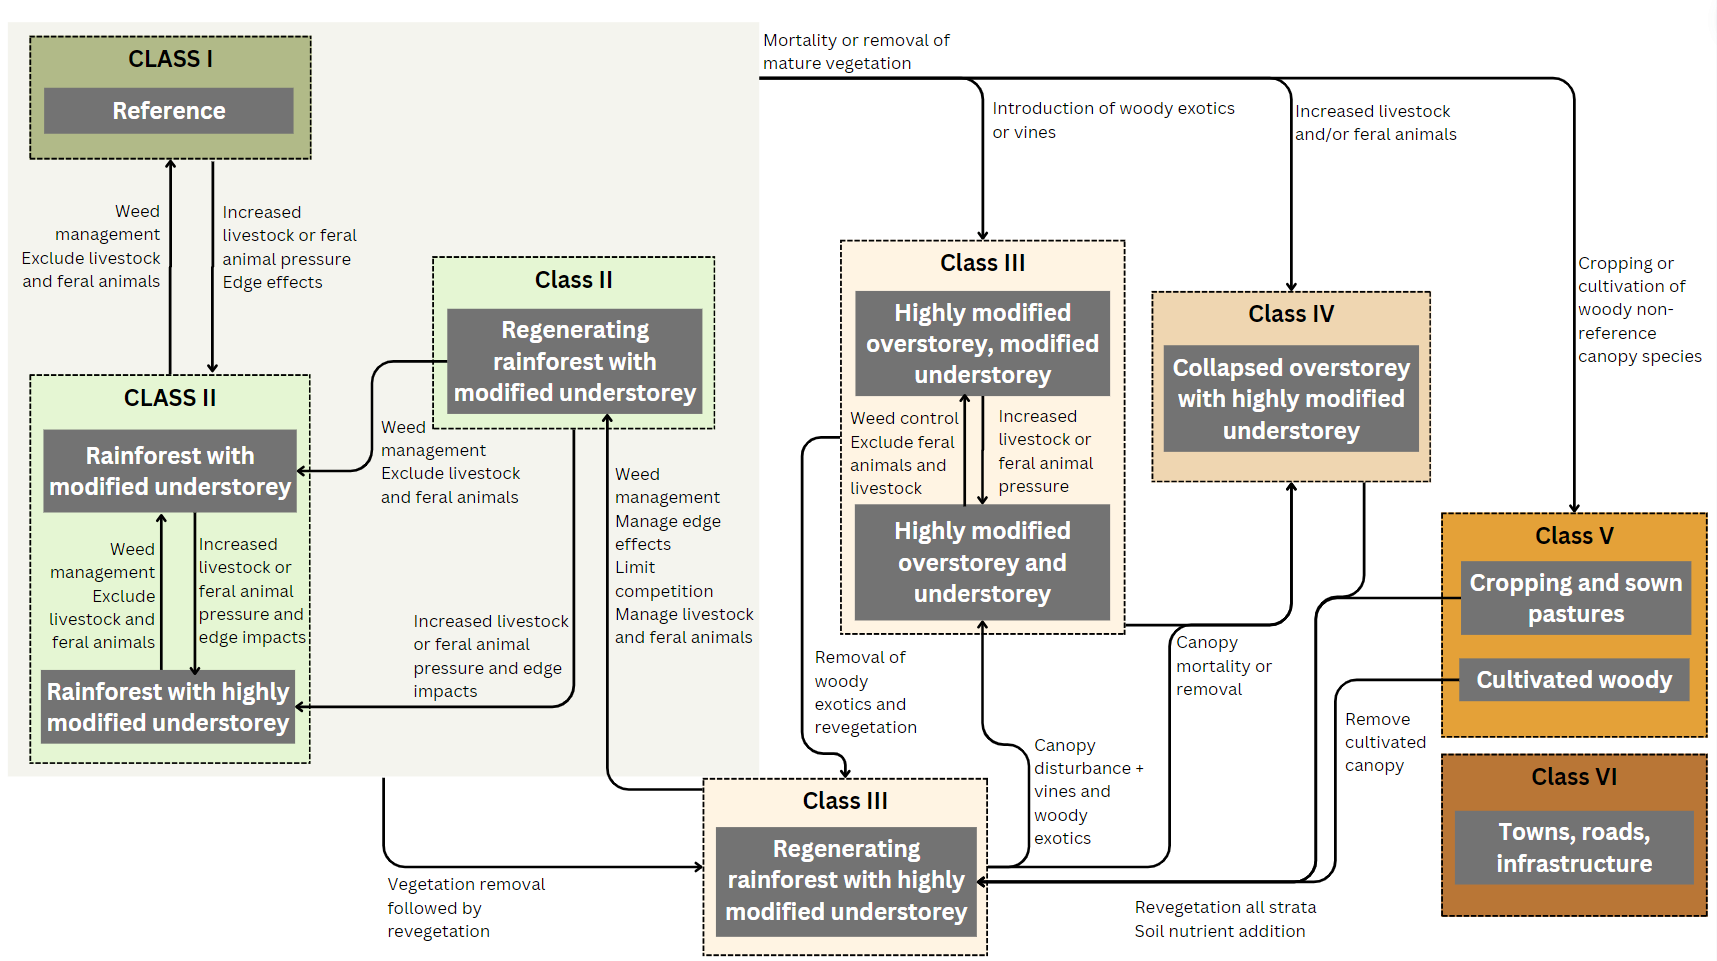 CLASS I
Reference
Weed
management
Exclude livestock
and feral animals
Increased
livestock or feral
animal pressure
Edge effects
CLASS II
Rainforest with
modified understorey
Weed
management
Exclude
livestock and
feral animals
Increased
livestock or
feral animal
pressure and
edge impacts
Rainforest with highly
modified understorey
Class II
Regenerating
rainforest with
modified understorey
Weed
management
Exclude livestock
and feral animals
Increased livestock
or feral animal
pressure and edge
impacts
Weed
management
Manage edge
effects
Limit
competition
Manage livestock
and feral animals
Mortality or removal of
mature vegetation
Introduction of woody exotics
or vines
Increased livestock
and/or feral animals
Cropping or
cultivation of
woody non-
reference
canopy species
Class III
Highly modified
overstorey, modified
understorey
Weed control
Exclude feral
animals and
livestock
Increased
livestock or
feral animal
pressure
Highly modified
overstorey and
understorey
Class IV
Collapsed overstorey
with highly modified
understorey
Class V
Cropping and sown
pastures
Cultivated woody
Class VI
Towns, roads,
infrastructure
Removal of
woody
exotics and
revegetation
Canopy
mortality or
removal
Canopy
disturbance +
vines and
woody
exotics
Remove
cultivated
canopy
Class III
Regenerating
rainforest with highly
modified understorey
Vegetation removal
followed by
revegetation
Revegetation all strata
Soil nutrient addition